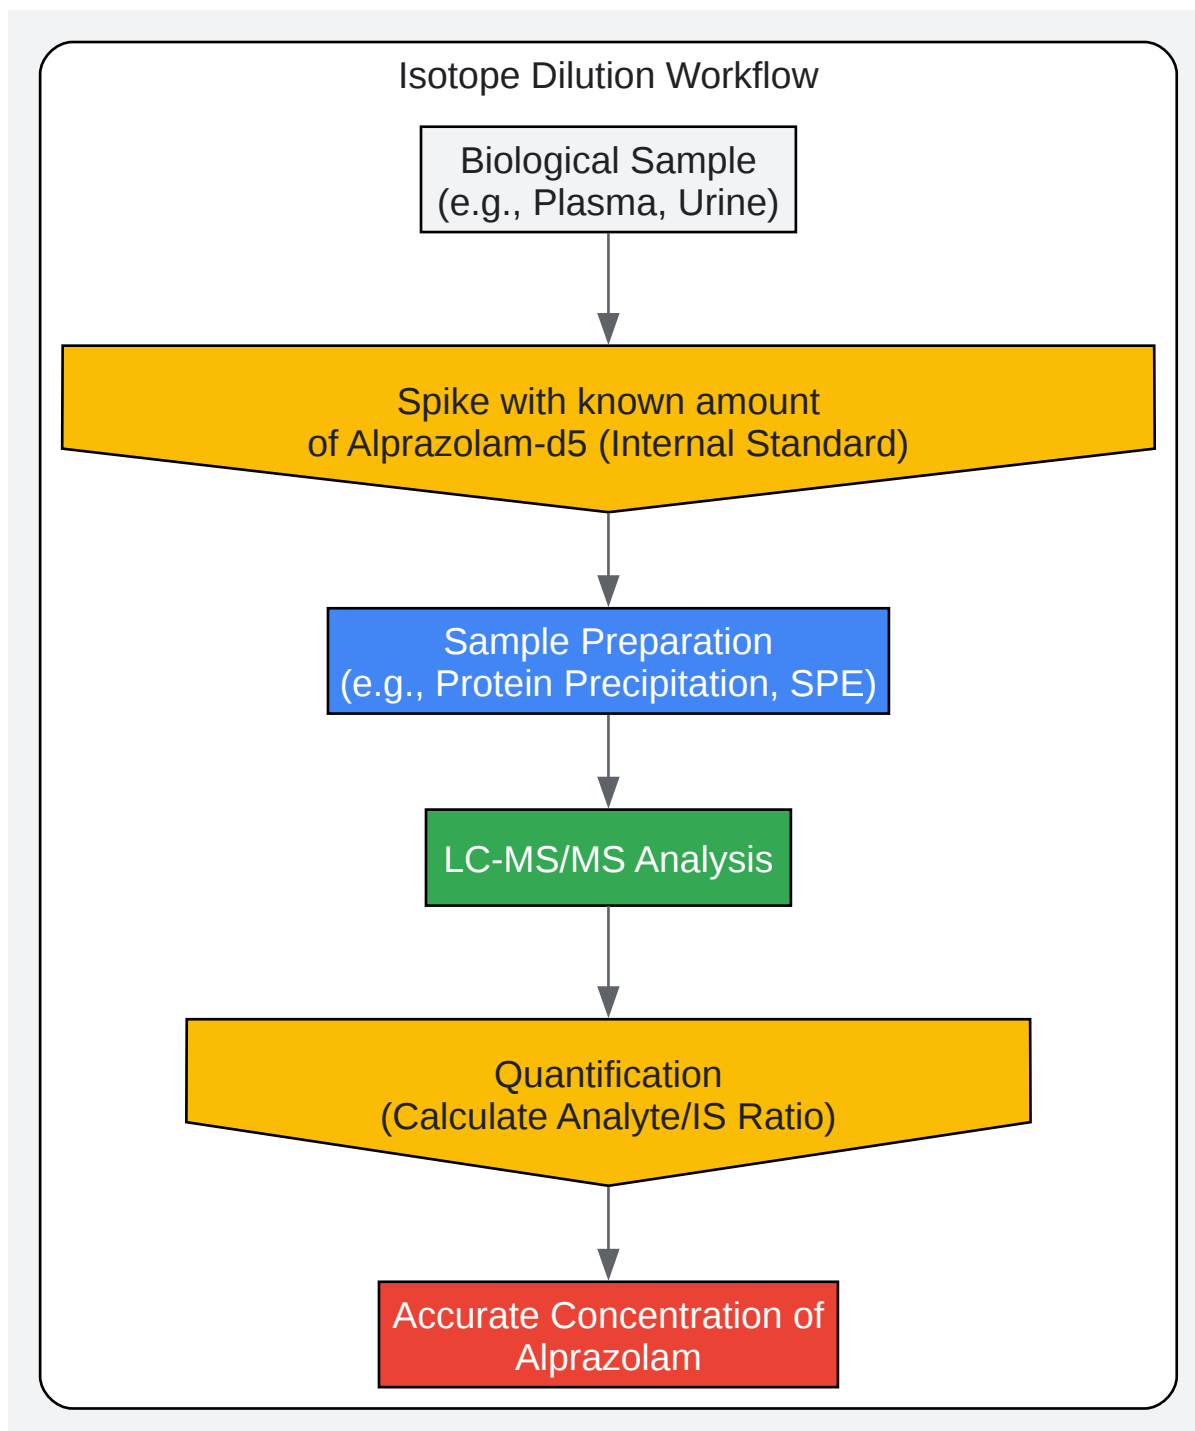 Isotope Dilution Workflow
Biological Sample
(e.g., Plasma, Urine)
Spike with known amount
of Alprazolam-d5 (Internal Standard)
Sample Preparation
(e.g., Protein Precipitation, SPE)
LC-MS/MS Analysis
Quantification
(Calculate Analyte/IS Ratio)
Accurate Concentration of
Alprazolam